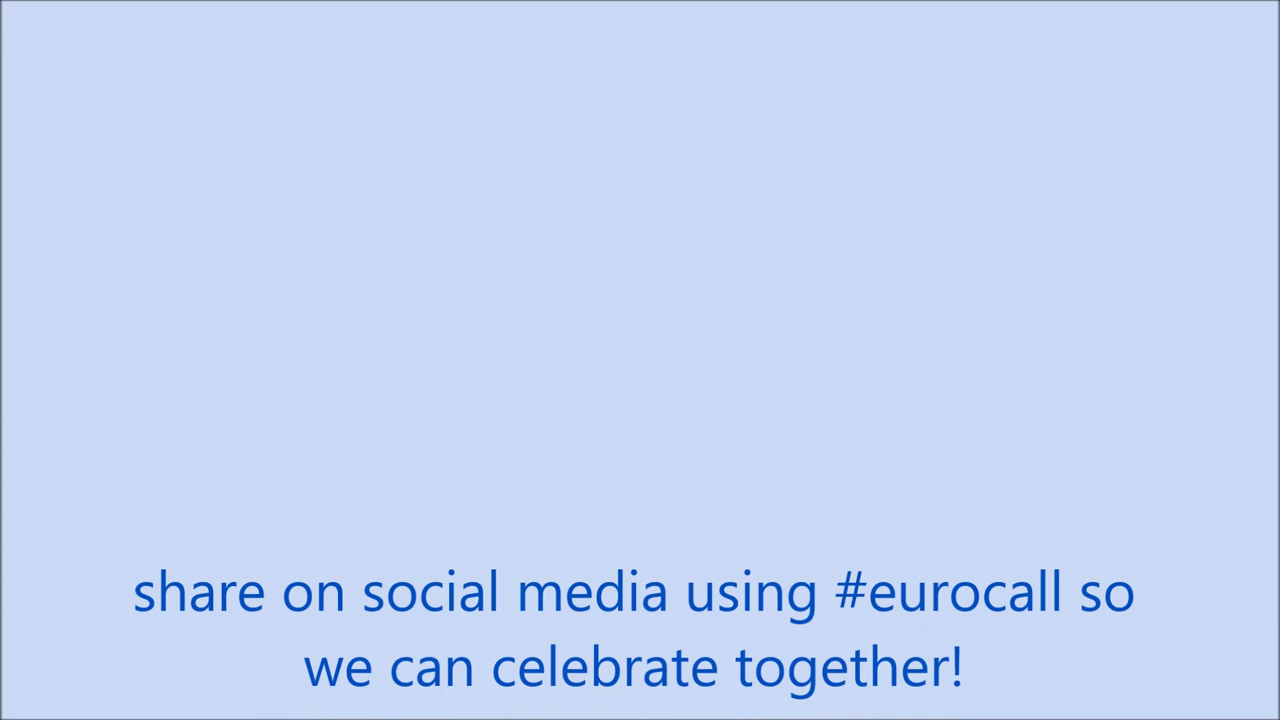 share on social media using #eurocall so
we can celebrate together!